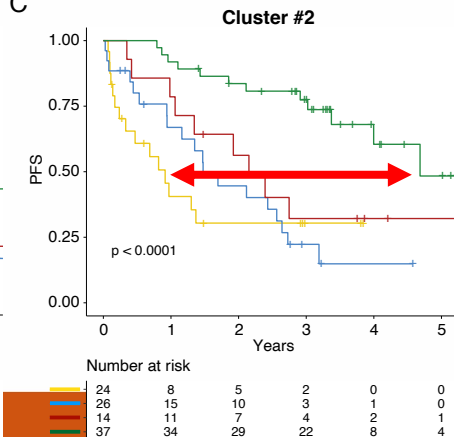 C
Cluster #2
1.00
0.75
0.50
0.25
0.00
PFS
p < 0.0001
0 1 2 3 4 5
Years
Number at risk
24 8 5 2 0 0
26 15 10 3 1 0
14 11 7 4 2 1
37 34 29 22 8 4